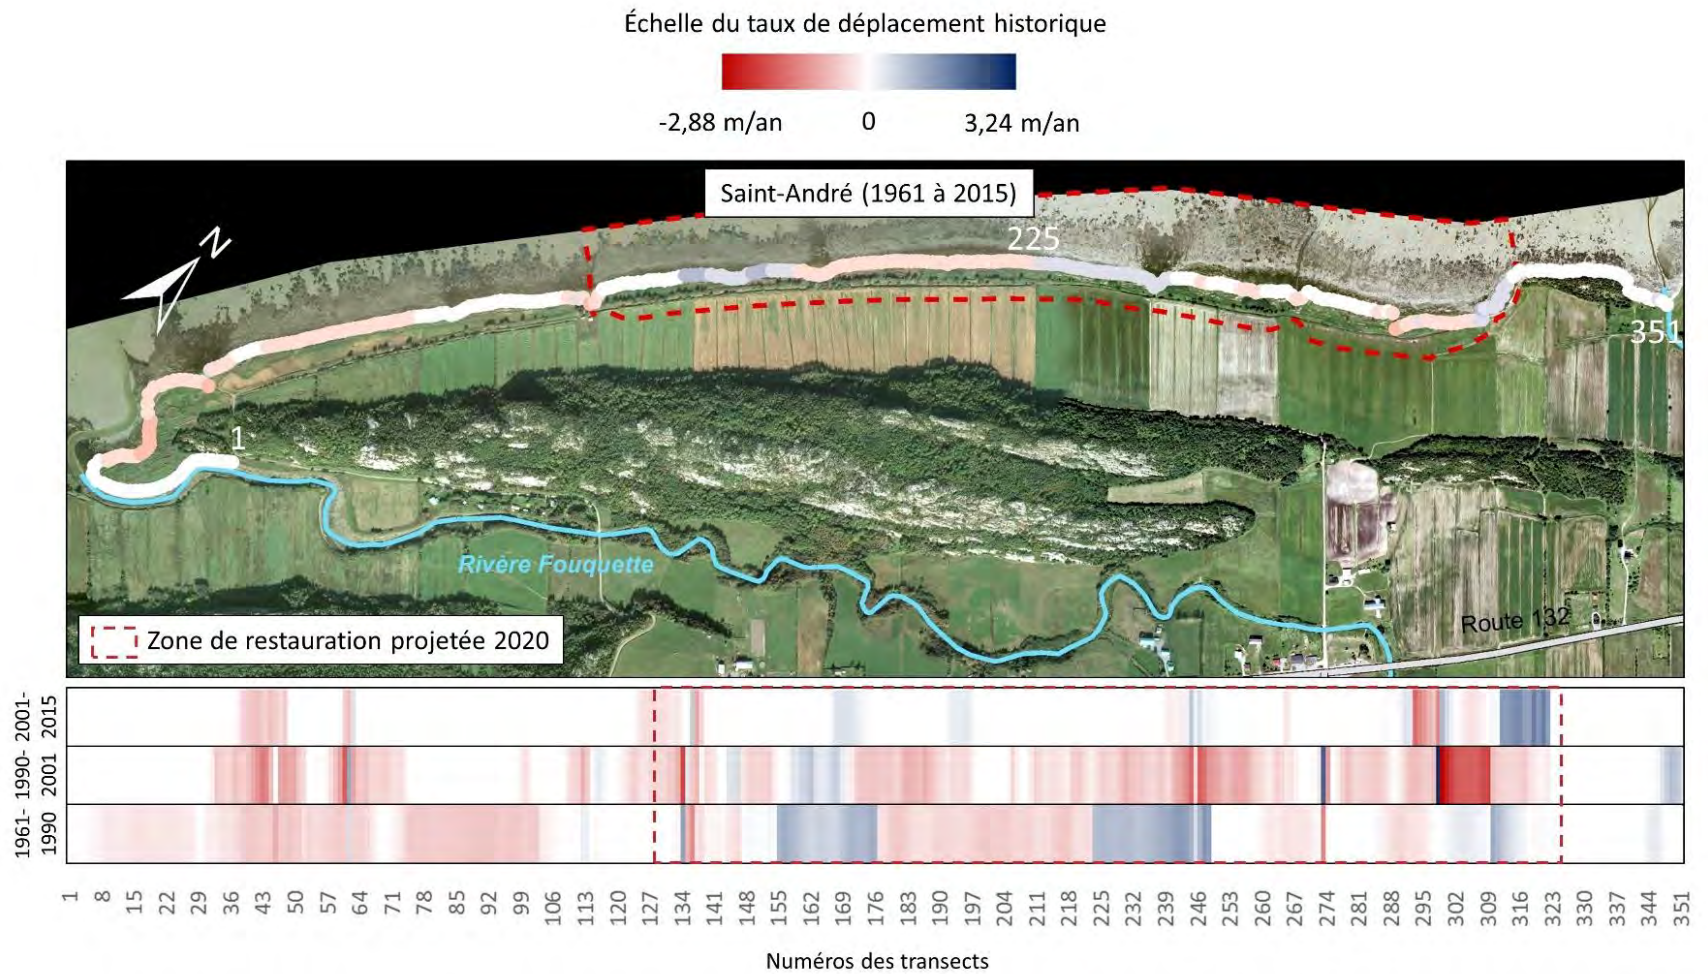 Échelle du taux de déplacement historique
-2,88 m/an 0 3,24 m/an
Saint-André (1961 à 2015)
N
225
351
1
Rivère Fouquette
Route 132
Zone de restauration projetée 2020
2001-
2015
1990-
2001
1961-
1990
1 8 15 22 29 36 43 50 57 64 71 78 85 92 99 106 113 120 127 134 141 148 155 162 169 176 183 190 197 204 211 218 225 232 239 246 253 260 267 274 281 288 295 302 309 316 323 330 337 344 351
Numéros des transects